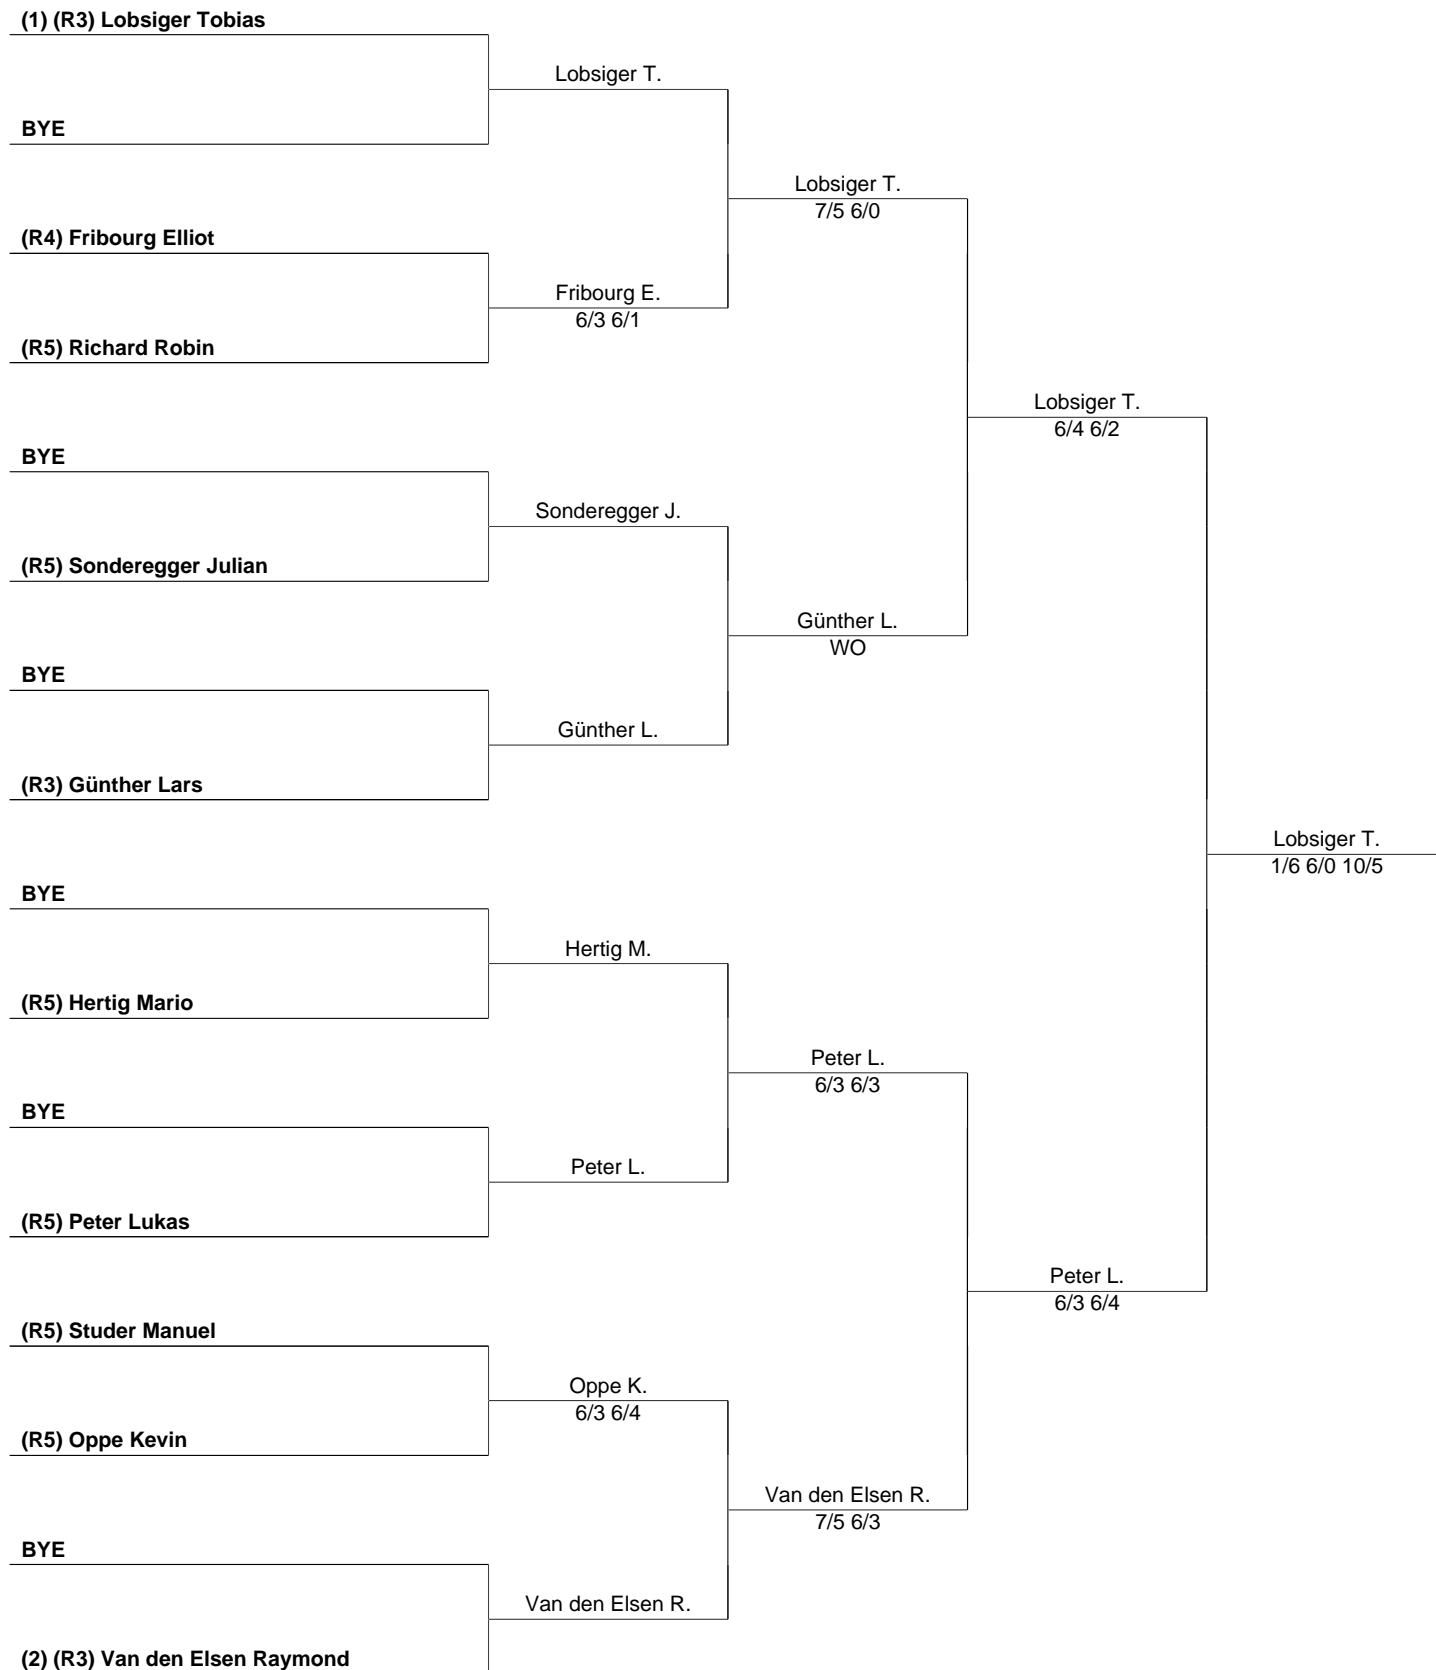 (1) (R3) Lobsiger Tobias
Lobsiger T.
BYE
Lobsiger T.
7/5 6/0
(R4) Fribourg Elliot
Fribourg E.
6/3 6/1
(R5) Richard Robin
Lobsiger T.
6/4 6/2
BYE
Sonderegger J.
(R5) Sonderegger Julian
Günther L.
WO
BYE
Günther L.
(R3) Günther Lars
Lobsiger T.
1/6 6/0 10/5
BYE
Hertig M.
(R5) Hertig Mario
Peter L.
6/3 6/3
BYE
Peter L.
(R5) Peter Lukas
Peter L.
6/3 6/4
(R5) Studer Manuel
Oppe K.
6/3 6/4
(R5) Oppe Kevin
Van den Elsen R.
7/5 6/3
BYE
Van den Elsen R.
(2) (R3) Van den Elsen Raymond